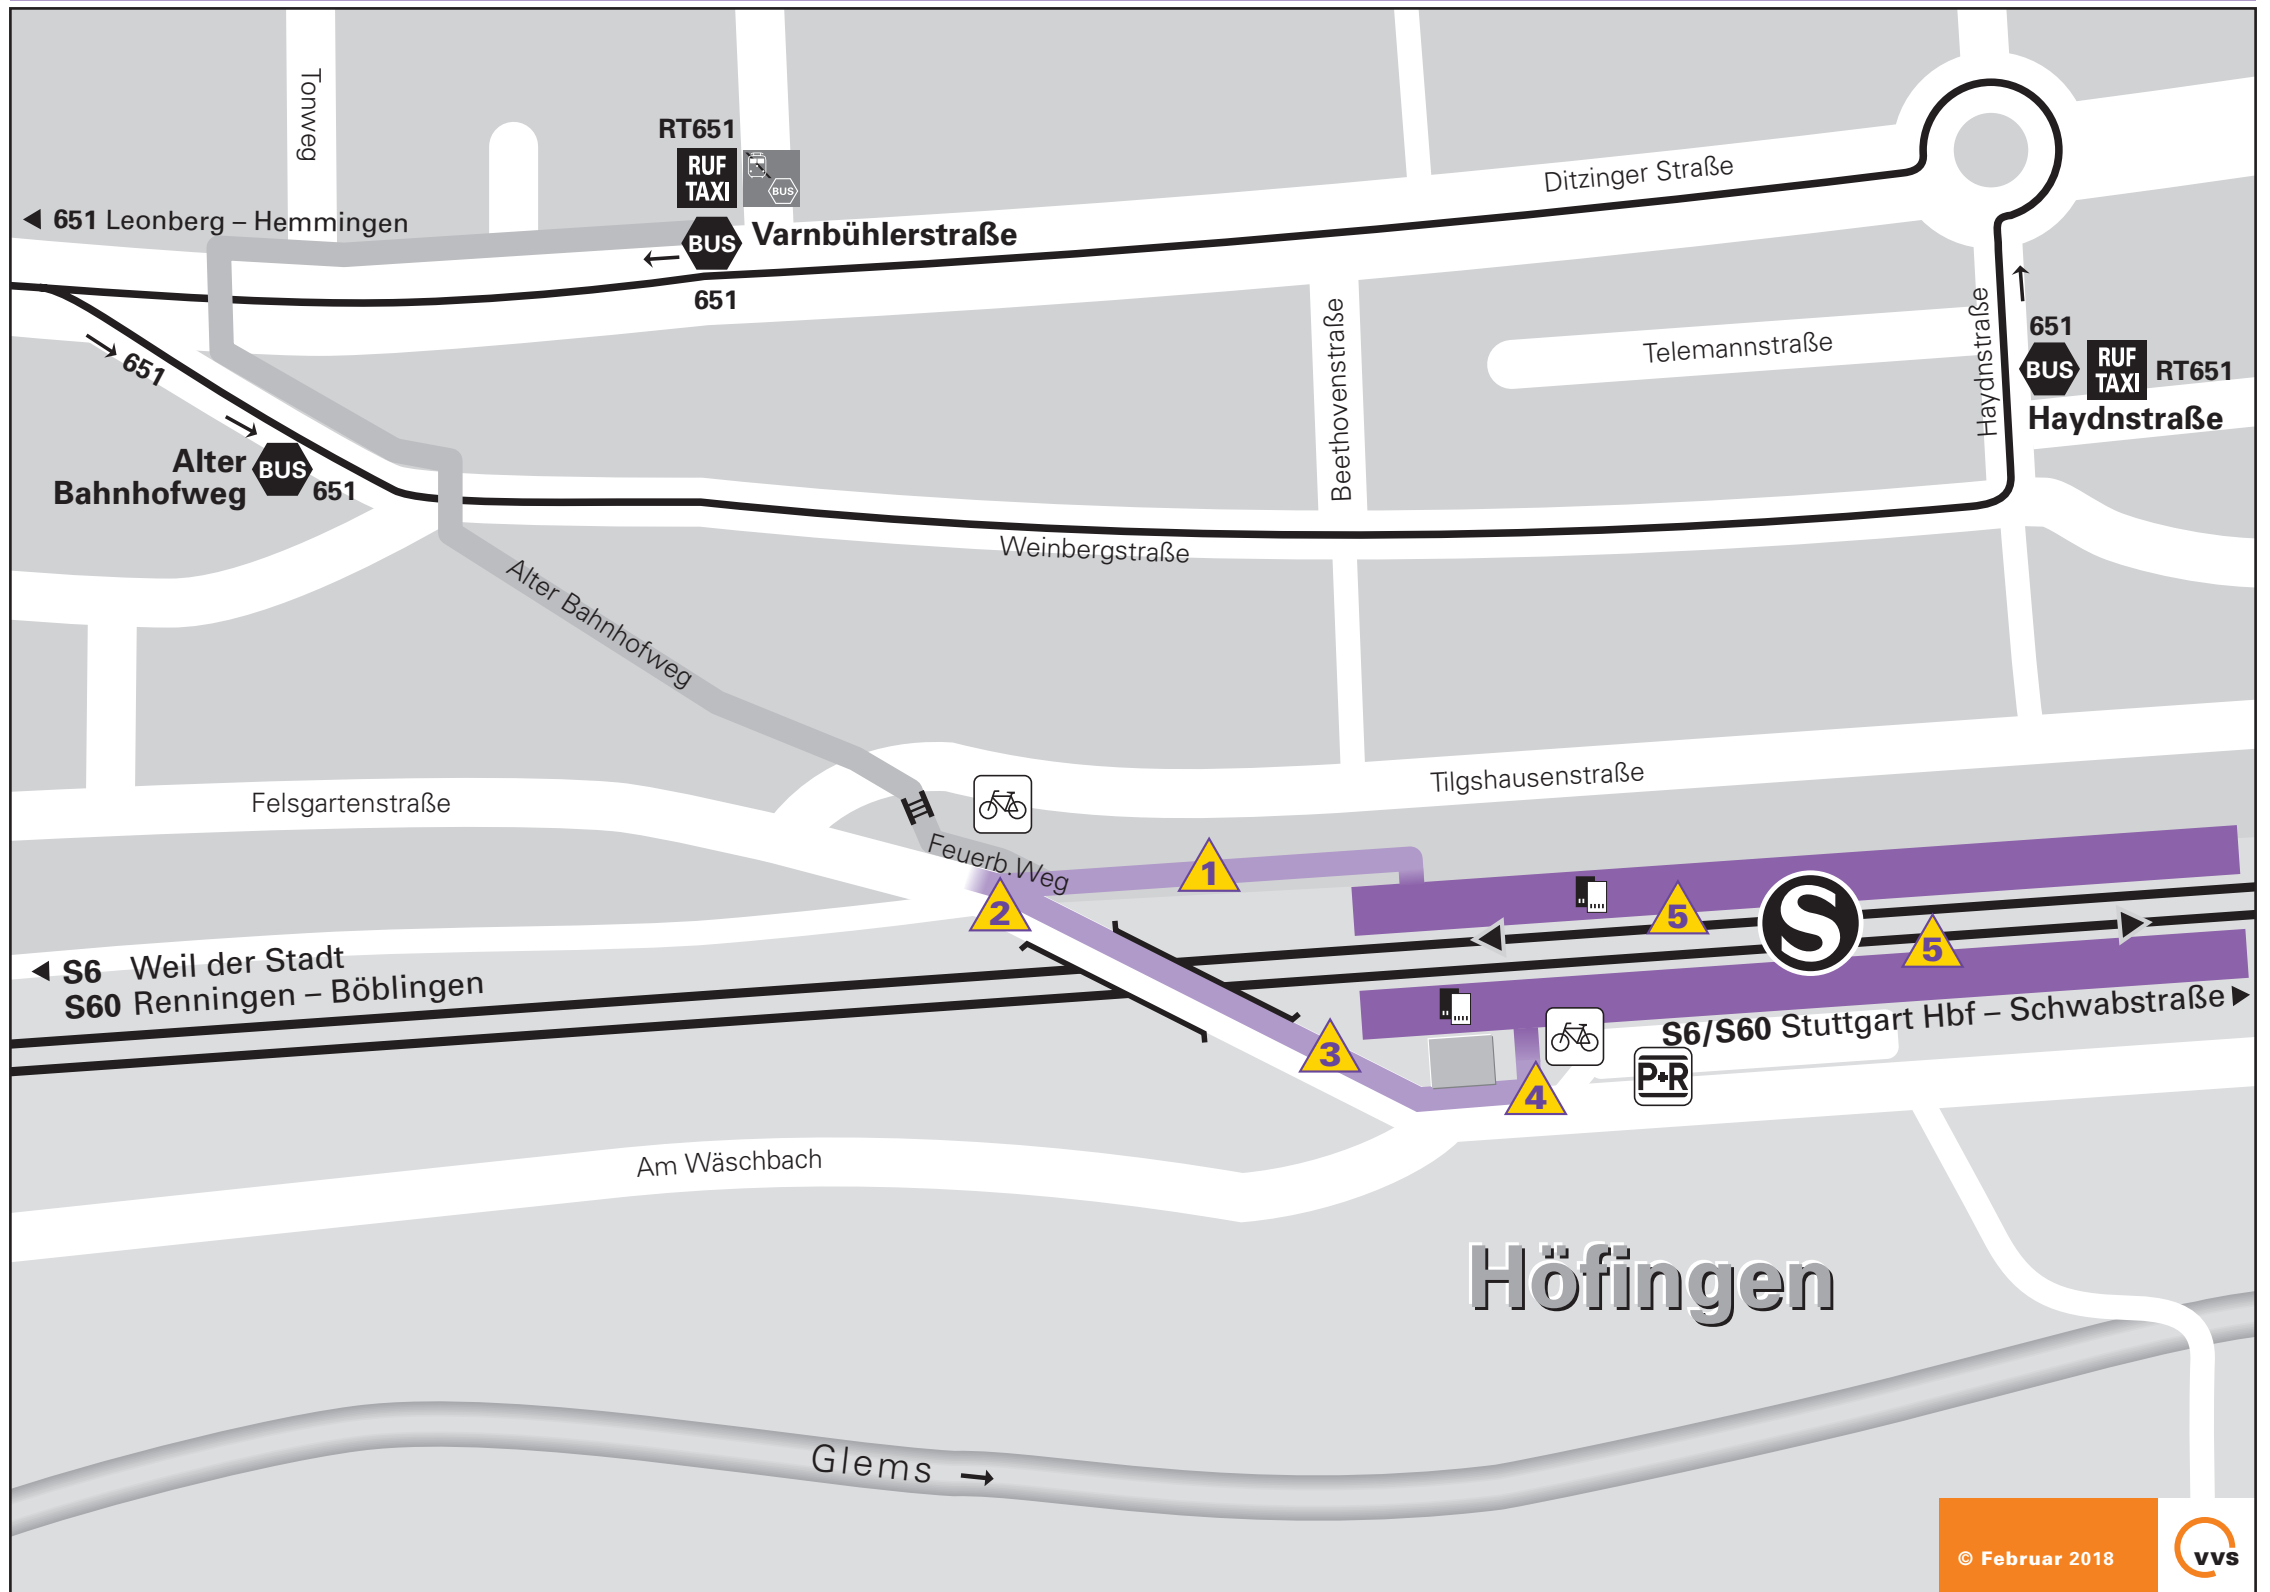 Tonweg
RT651
RUF
TAXI
BUS
Ditzinger Straße
651 Leonberg – Hemmingen
BUS
Varnbühlerstraße
651
651
Alter
Bahnhofweg
BUS
651
Beethovenstraße
Telemannstraße
Haydnstraße
651
BUS
RUF
TAXI
RT651
Haydnstraße
Weinbergstraße
Alter Bahnhofweg
Felsgartenstraße
Tilgshausenstraße
Feuerb.Weg
1
2
3
4
5
5
S
S6 Weil der Stadt
S60 Renningen – Böblingen
S6/S60 Stuttgart Hbf – Schwabstraße
P+R
Am Wäschbach
Höfingen
Glems
© Februar 2018
vvs